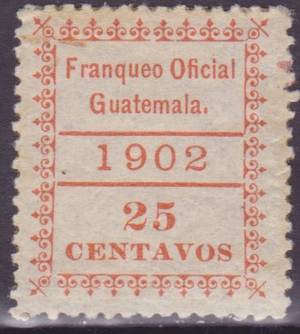 Franqueo Oficial
Guatemala.
1902
25
CENTAVOS